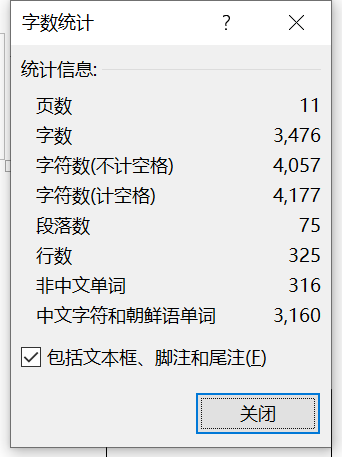 字数统计 ?
统计信息:
页数 11
字数 3,476
字符数(不计空格) 4,057
字符数(计空格) 4,177
段落数 75
行数 325
非中文单词 316
中文字符和朝鲜语单词 3,160
包括文本框、脚注和尾注(F)
关闭